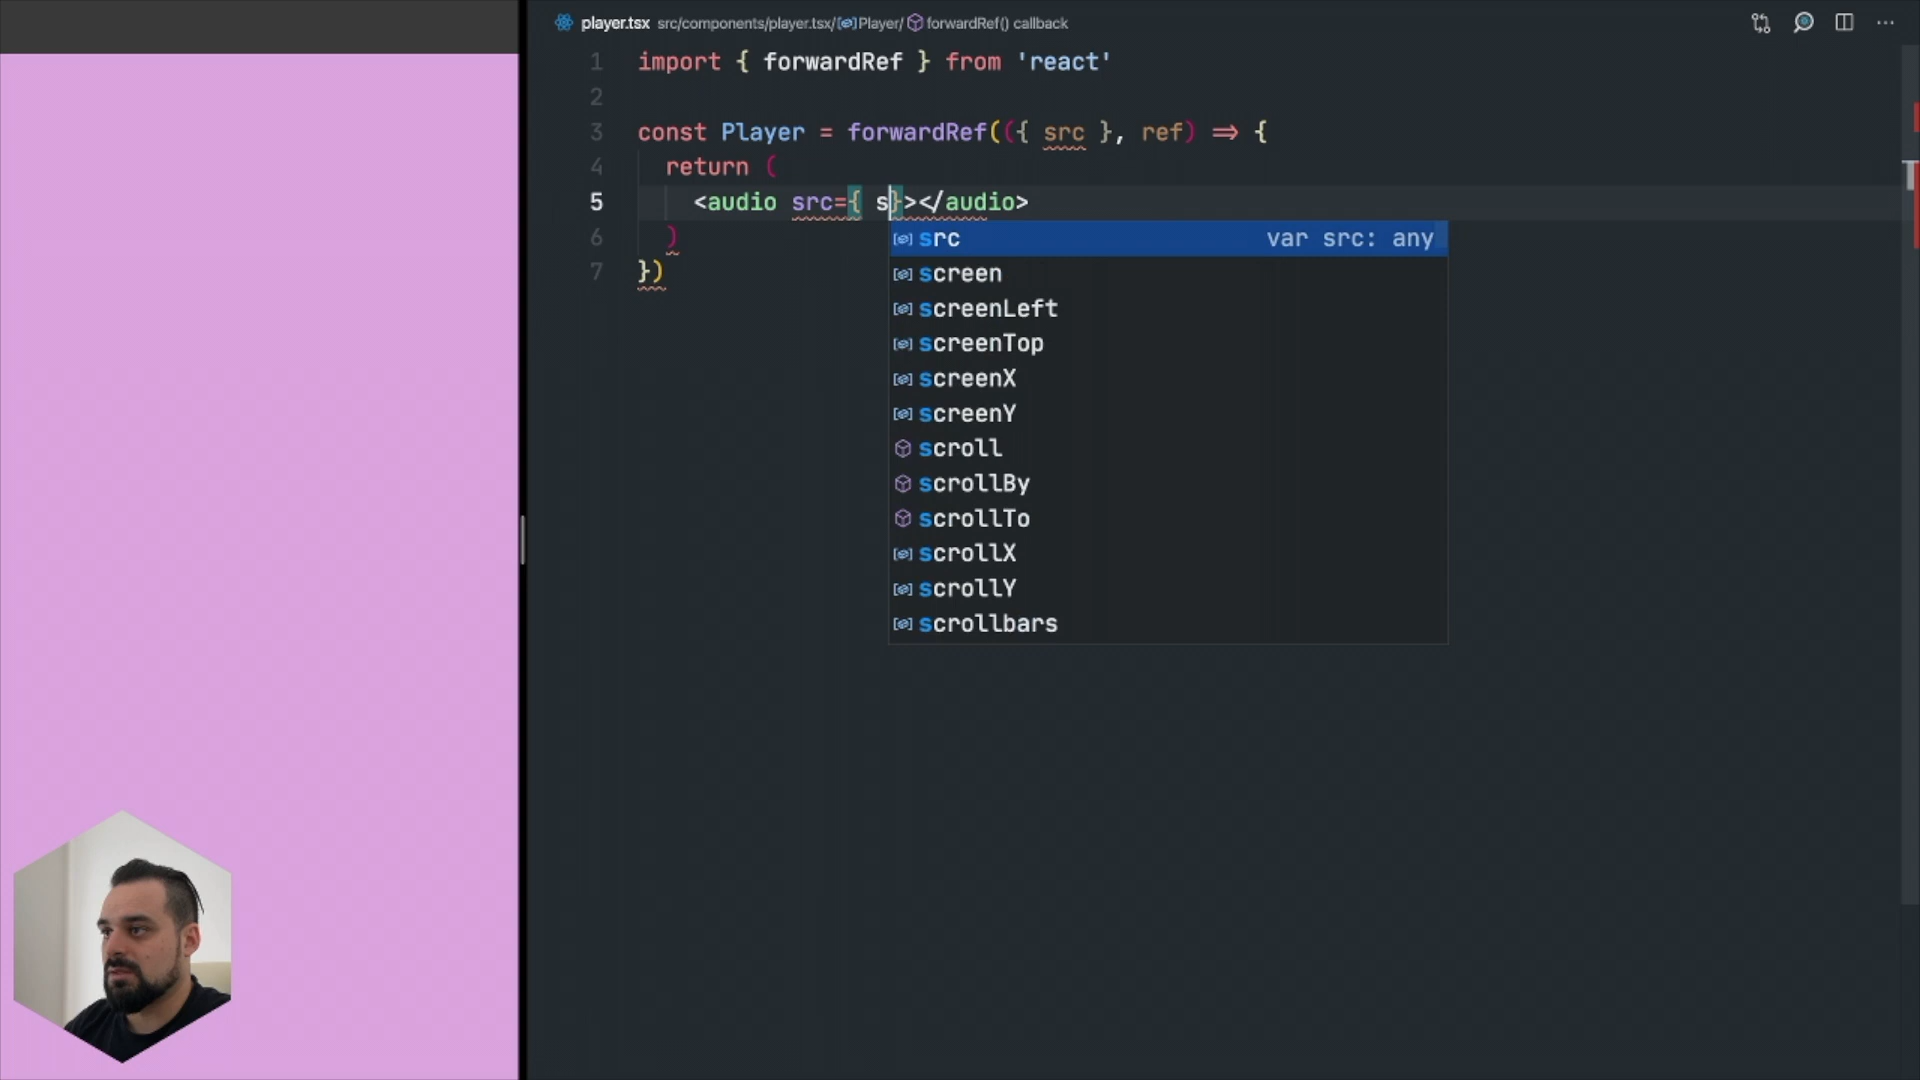 player.tsx src/components/player.tsx/Player/ forwardRef() callback
1 import { forwardRef } from 'react'
2
3 const Player = forwardRef(({ src }, ref) ⇒ {
4 return (
5 <audio src={ s}></audio>
6 )
7 })
src var src: any
screen
screenLeft
screenTop
screenX
screenY
scroll
scrollBy
scrollTo
scrollX
scrollY
scrollbars